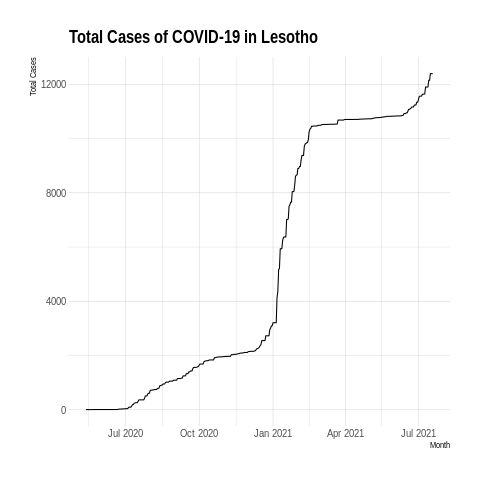 Total Cases of COVID-19 in Lesotho
Total Cases
12000
8000
4000
0
Jul 2020 Oct 2020 Jan 2021 Apr 2021 Jul 2021
Month